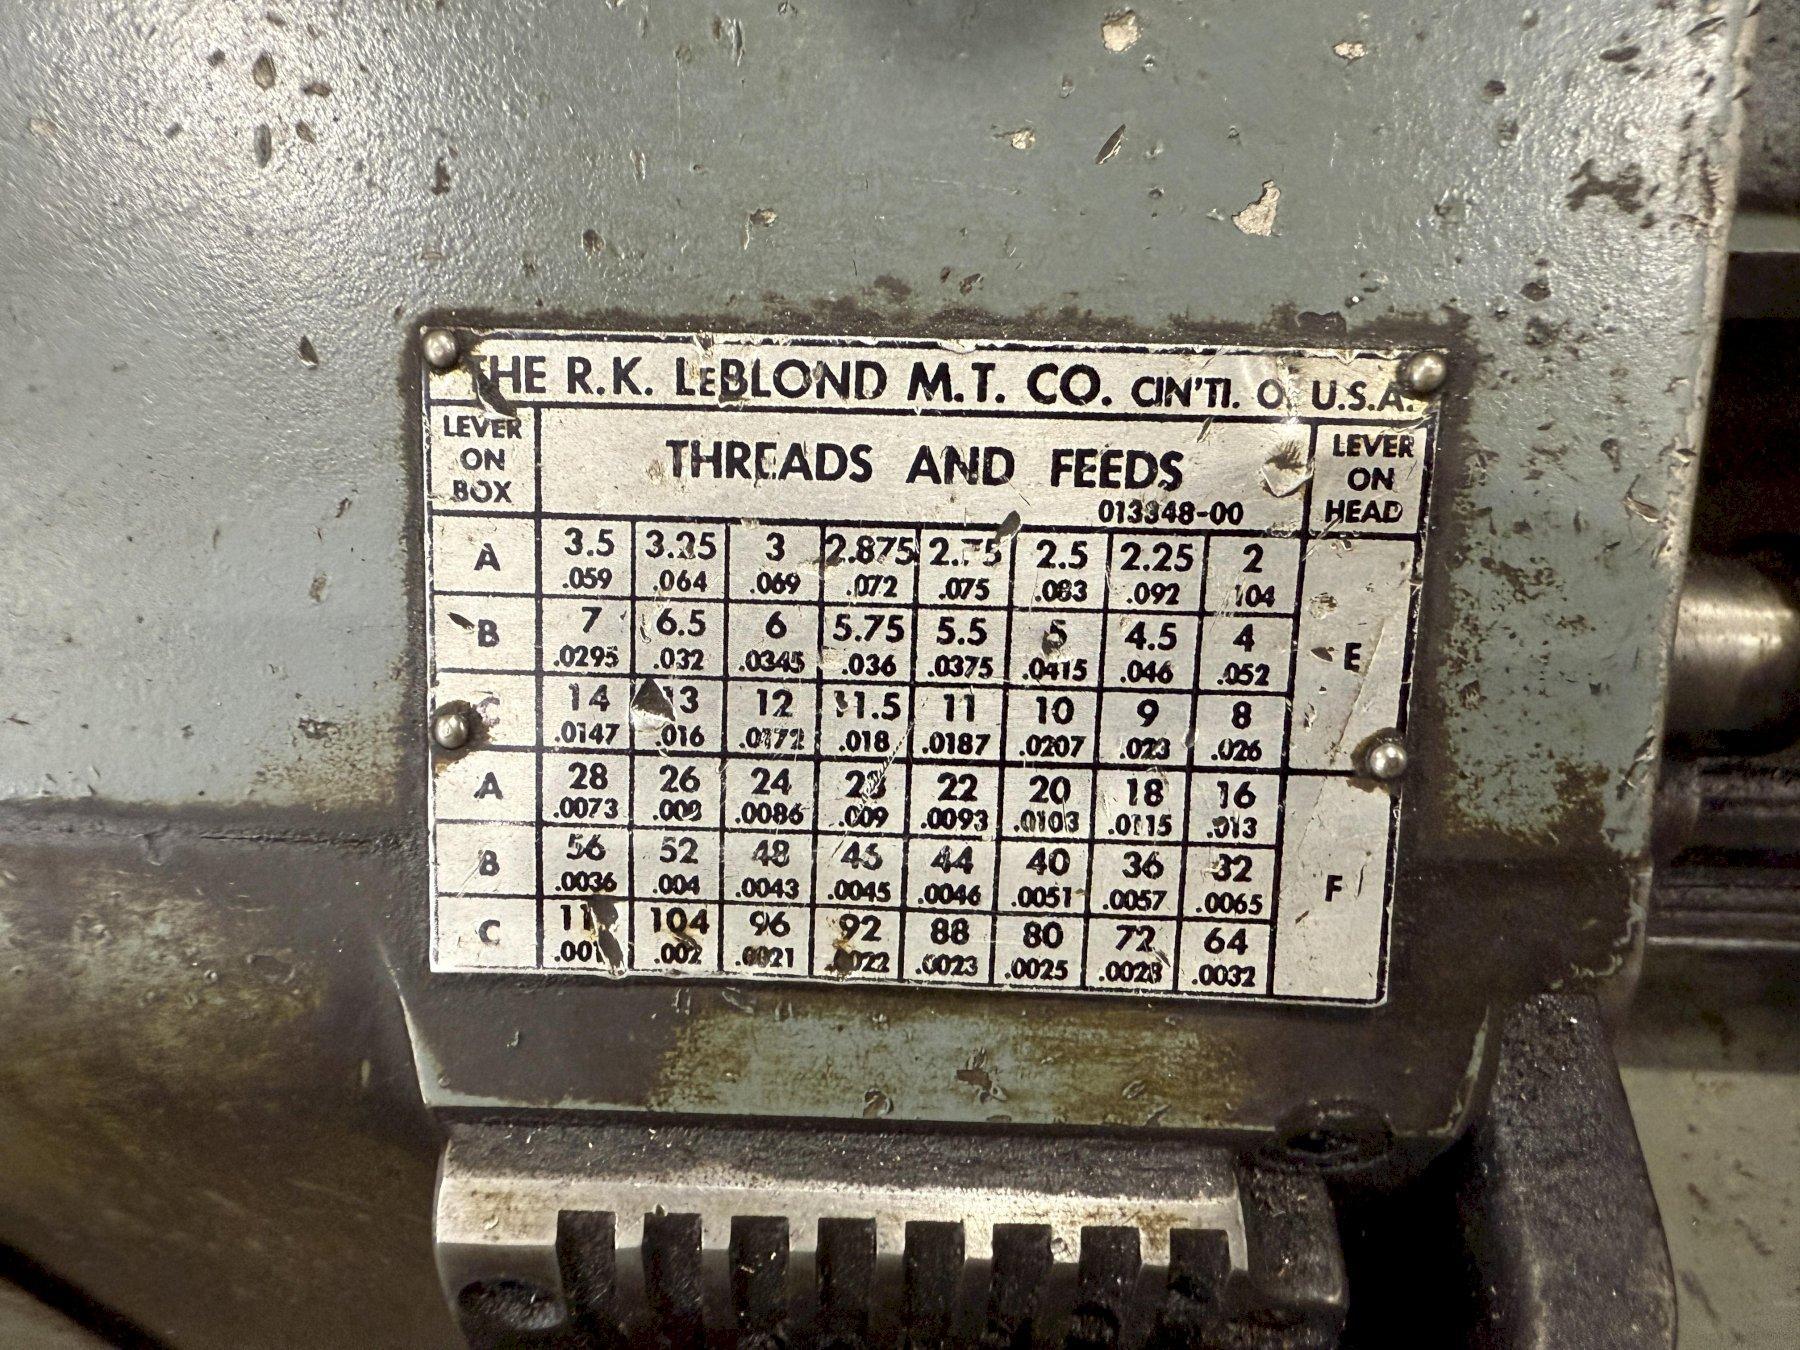 THE R.K. LeBLOND M.T. CO. CIN'TI. O. U.S.A.
LEVER ON BOX
THREADS AND FEEDS
013348-00
LEVER ON HEAD
A 3.5 3.25 3 2.875 2.75 2.5 2.25 2
.059 .064 .069 .072 .075 .083 .092 .104
B 7 6.5 6 5.75 5.5 5 4.5 4 E
.0295 .032 .0345 .036 .0375 .0415 .046 .052
C 14 13 12 11.5 11 10 9 8
.0147 .016 .0172 .018 .0187 .0207 .023 .026
A 28 26 24 23 22 20 18 16
.0073 .008 .0086 .009 .0093 .0103 .0115 .013
B 56 52 48 46 44 40 36 32 F
.0036 .004 .0043 .0045 .0046 .0051 .0057 .0065
C 104 96 92 88 80 72 64
.002 .0021 .0022 .0023 .0025 .0028 .0032